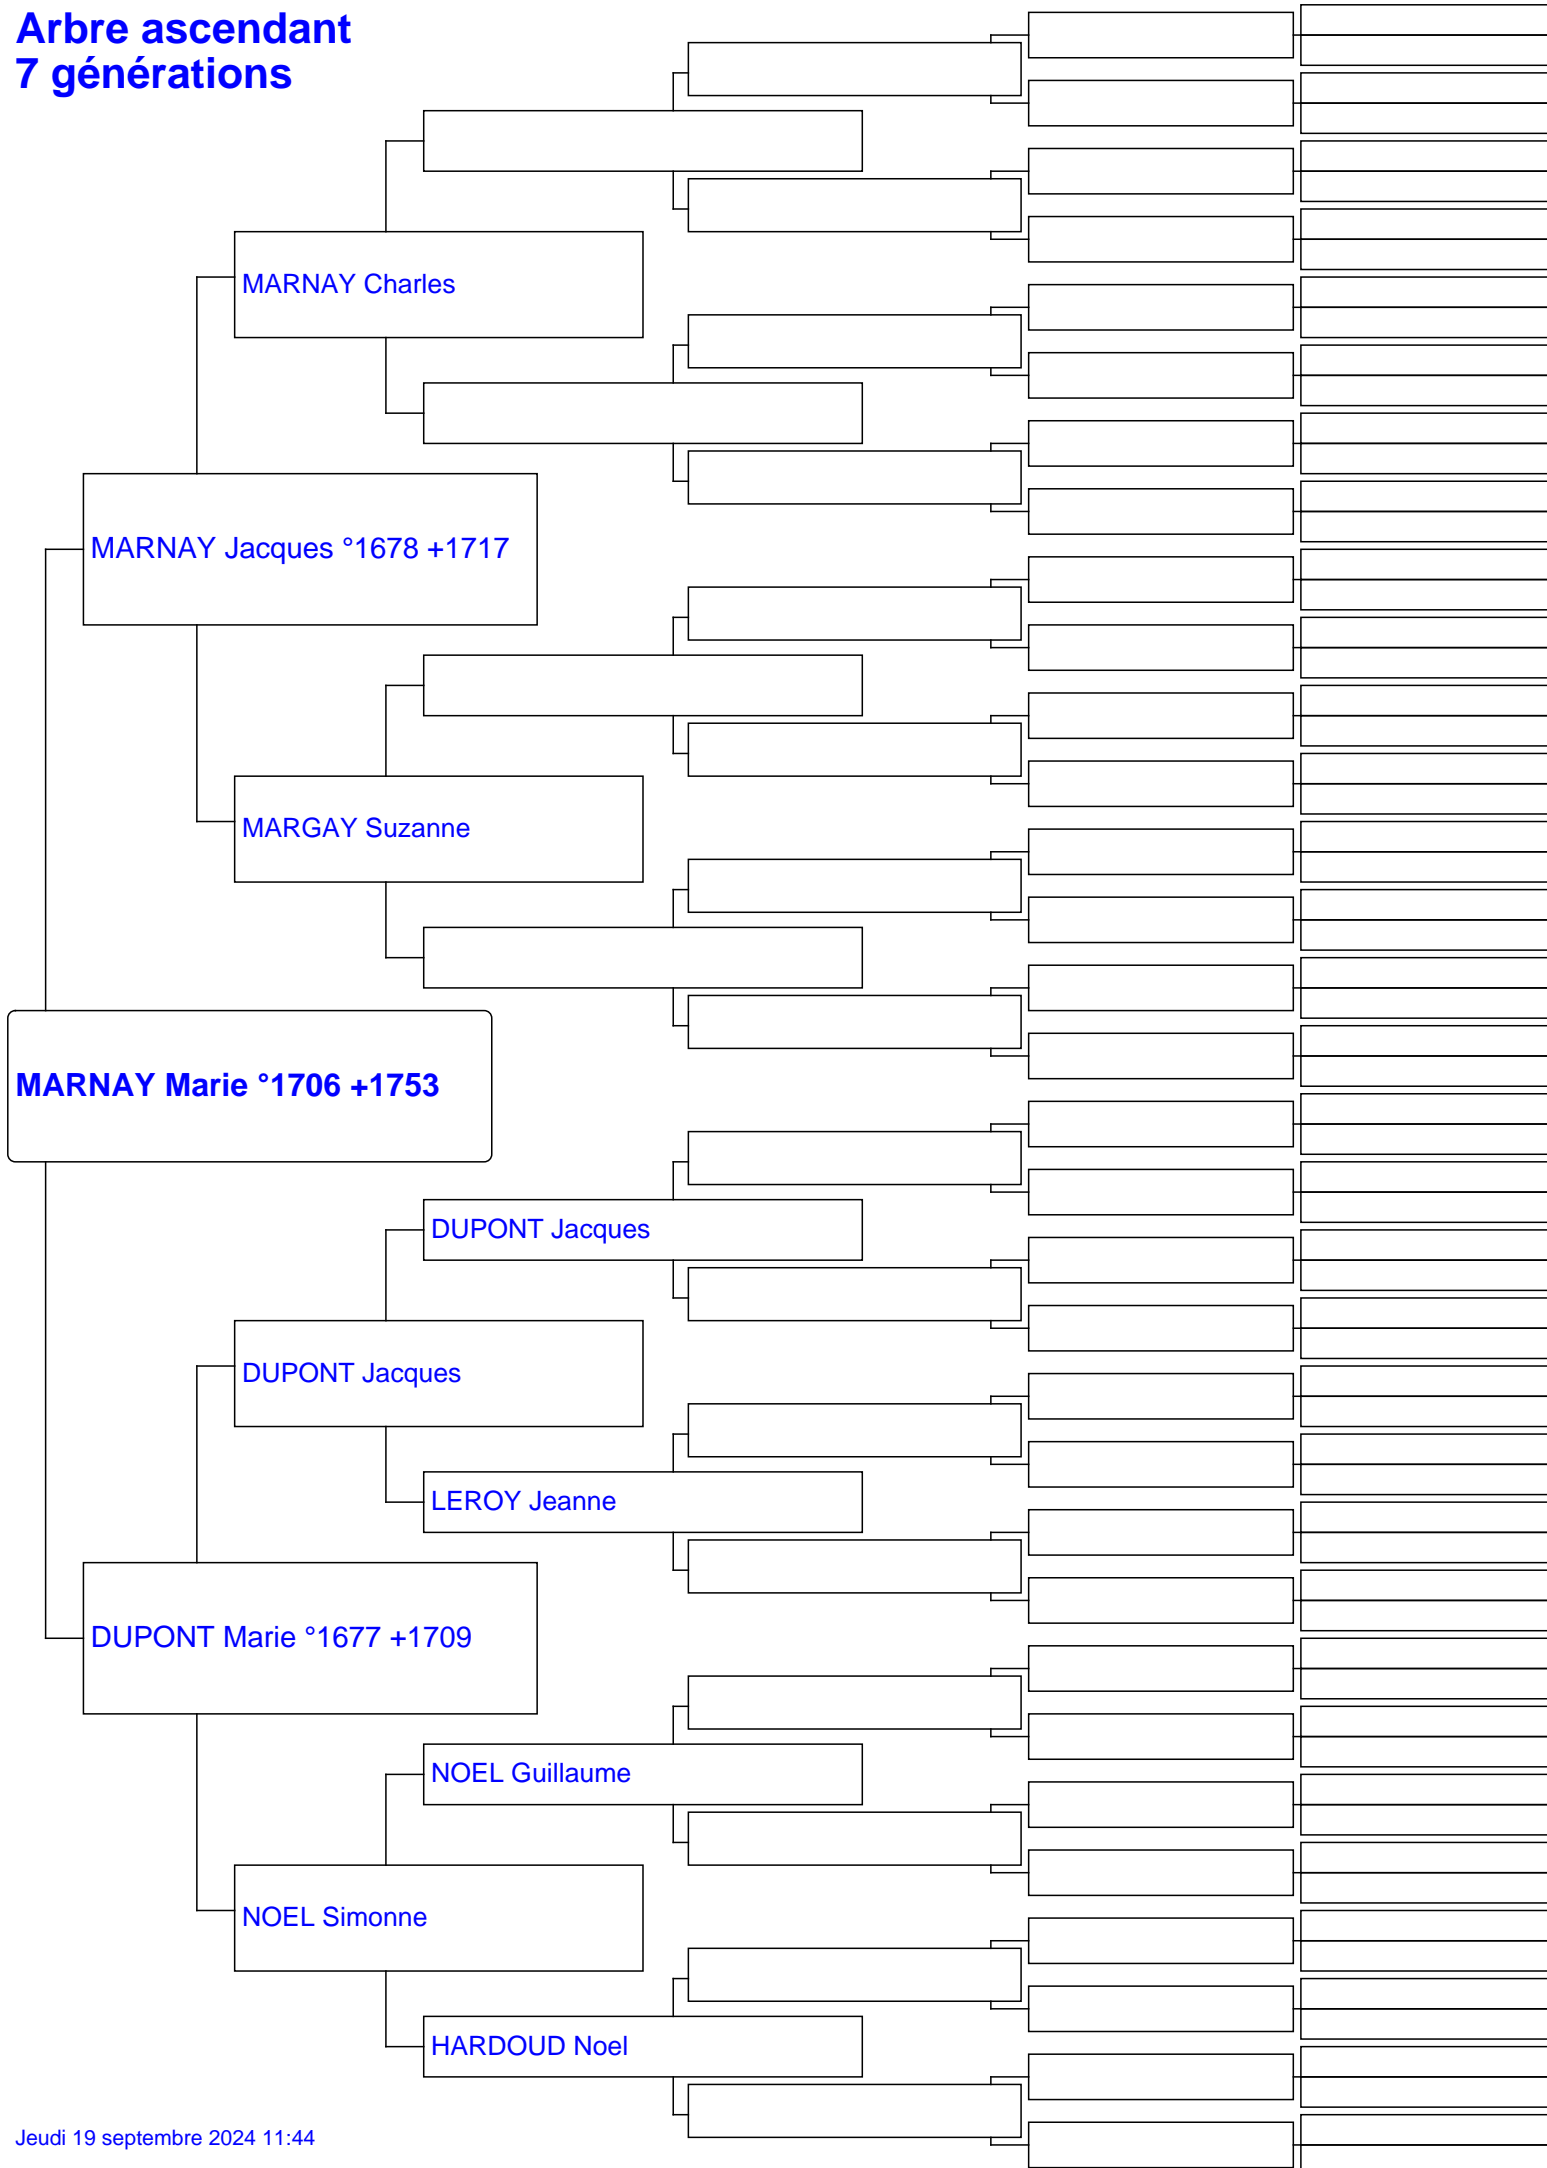 Arbre ascendant
7 générations
MARNAY Charles
MARNAY Jacques °1678 +1717
MARGAY Suzanne
MARNAY Marie °1706 +1753
DUPONT Jacques
DUPONT Jacques
LEROY Jeanne
DUPONT Marie °1677 +1709
NOEL Guillaume
NOEL Simonne
HARDOUD Noel
Jeudi 19 septembre 2024 11:44